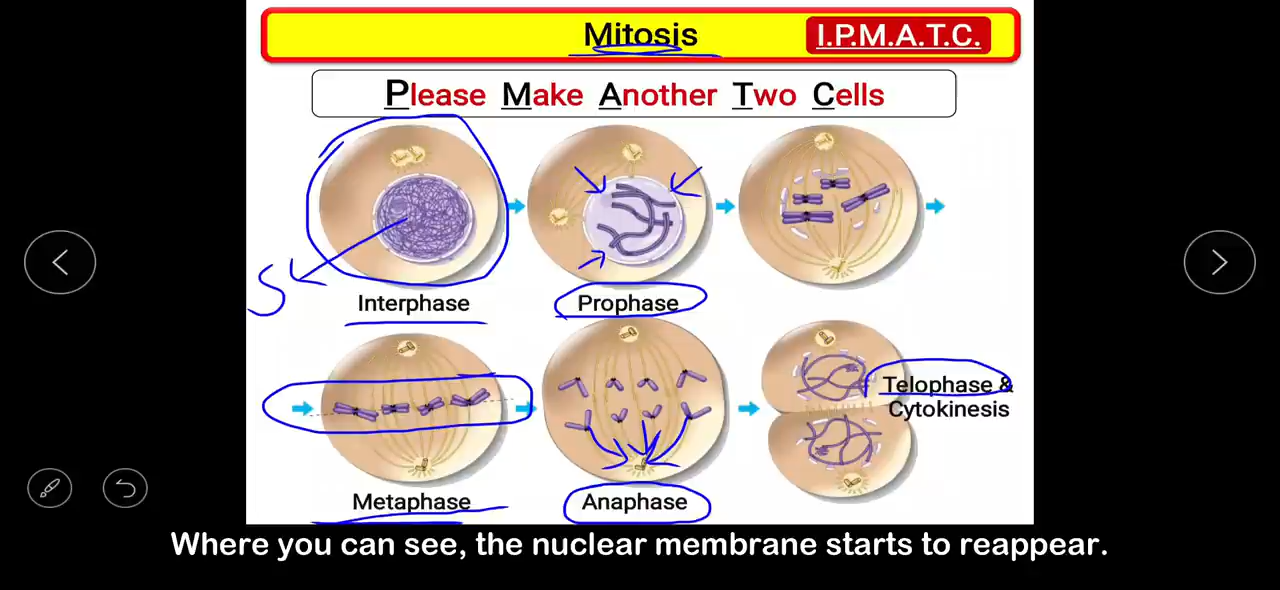 Mitosis
I.P.M.A.T.C.
Please Make Another Two Cells
S
Interphase
Prophase
Telophase &
Cytokinesis
Metaphase
Anaphase
Where you can see, the nuclear membrane starts to reappear.